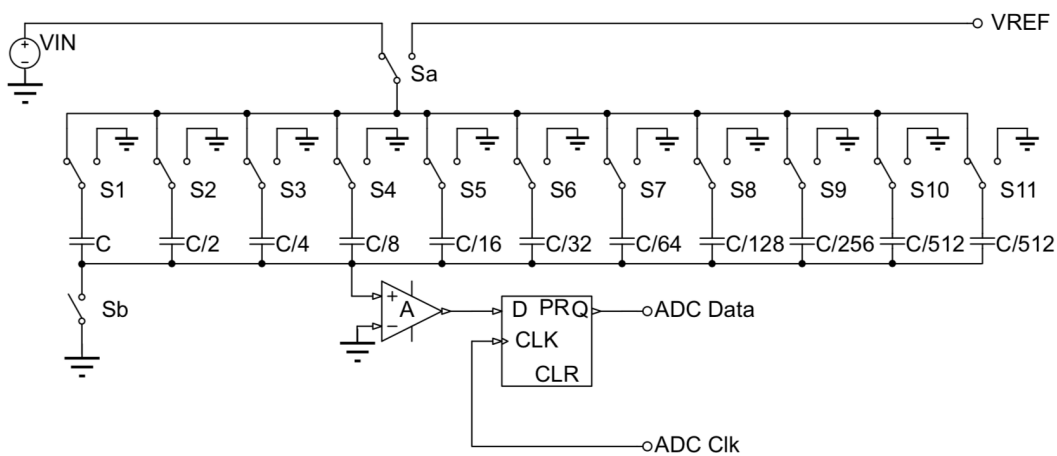 VREF
VIN
+
−
Sa
S1 S2 S3 S4 S5 S6 S7 S8 S9 S10 S11
C C/2 C/4 C/8 C/16 C/32 C/64 C/128 C/256 C/512 C/512
Sb
+
A
−
D PR Q
CLK
CLR
ADC Data
ADC Clk